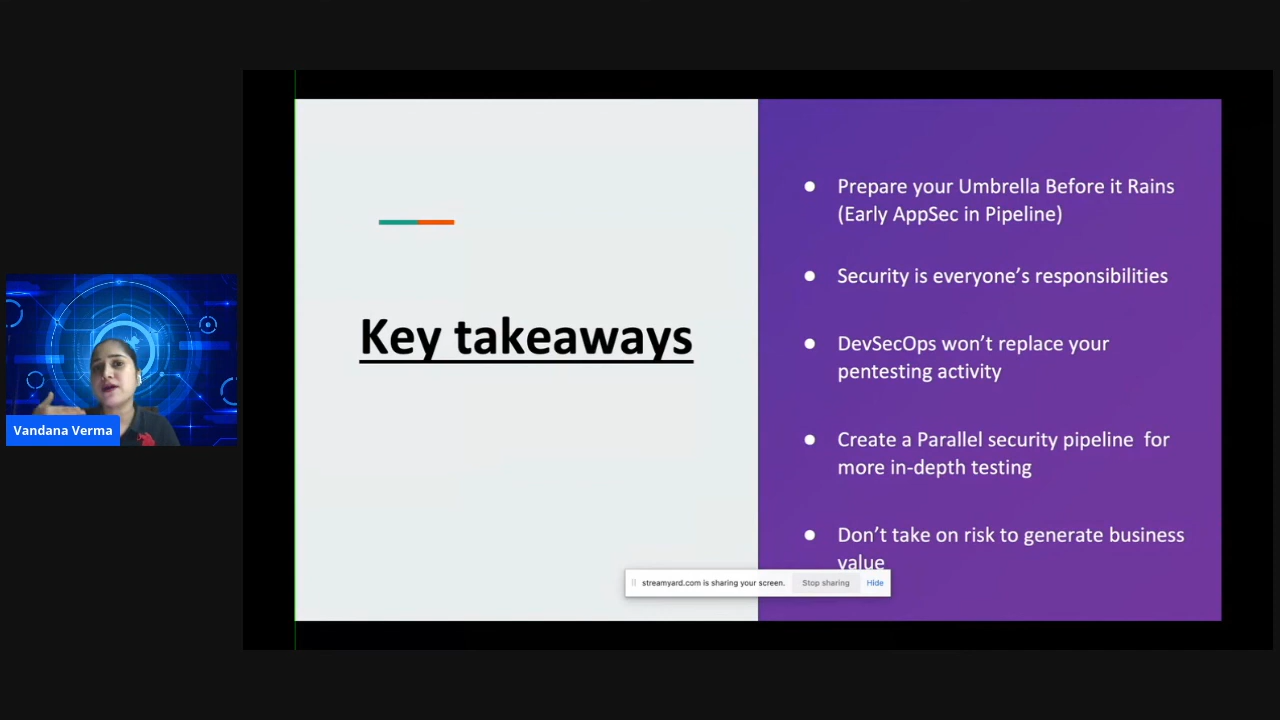 Key takeaways
● Prepare your Umbrella Before it Rains
(Early AppSec in Pipeline)
● Security is everyone’s responsibilities
● DevSecOps won’t replace your
pentesting activity
● Create a Parallel security pipeline for
more in-depth testing
● Don’t take on risk to generate business
value
streamyard.com is sharing your screen. Stop sharing Hide
Vandana Verma